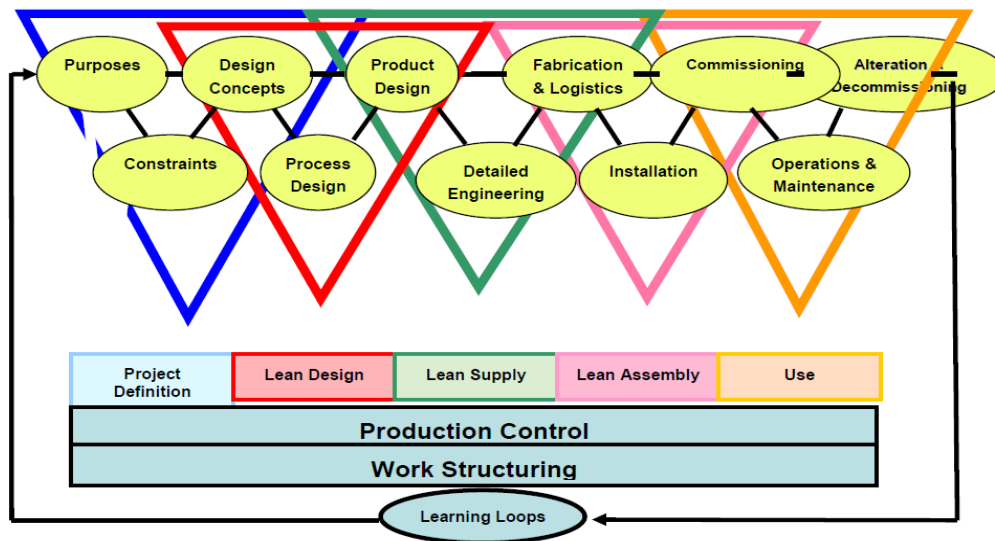 Purposes
Design
Concepts
Product
Design
Fabrication
& Logistics
Commissioning
Alteration &
Decommissioning
Constraints
Process
Design
Detailed
Engineering
Installation
Operations &
Maintenance
Project
Definition
Lean Design
Lean Supply
Lean Assembly
Use
Production Control
Work Structuring
Learning Loops